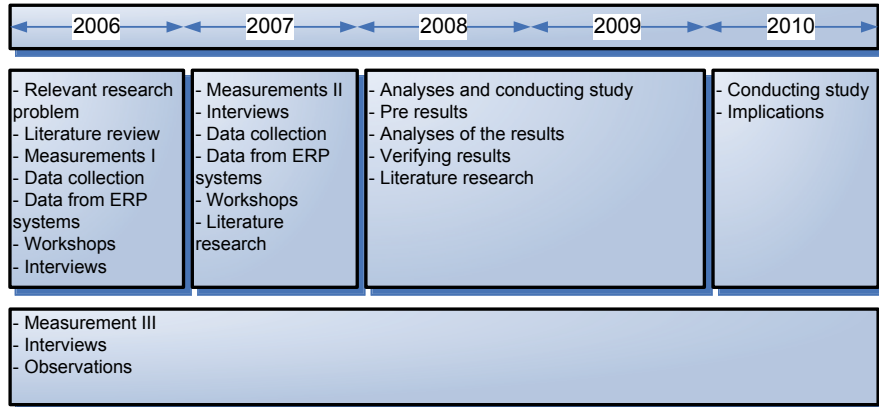 2006 2007 2008 2009 2010
- Relevant research
problem
- Literature review
- Measurements I
- Data collection
- Data from ERP
systems
- Workshops
- Interviews
- Measurements II
- Interviews
- Data collection
- Data from ERP
systems
- Workshops
- Literature
research
- Analyses and conducting study
- Pre results
- Analyses of the results
- Verifying results
- Literature research
- Conducting study
- Implications
- Measurement III
- Interviews
- Observations